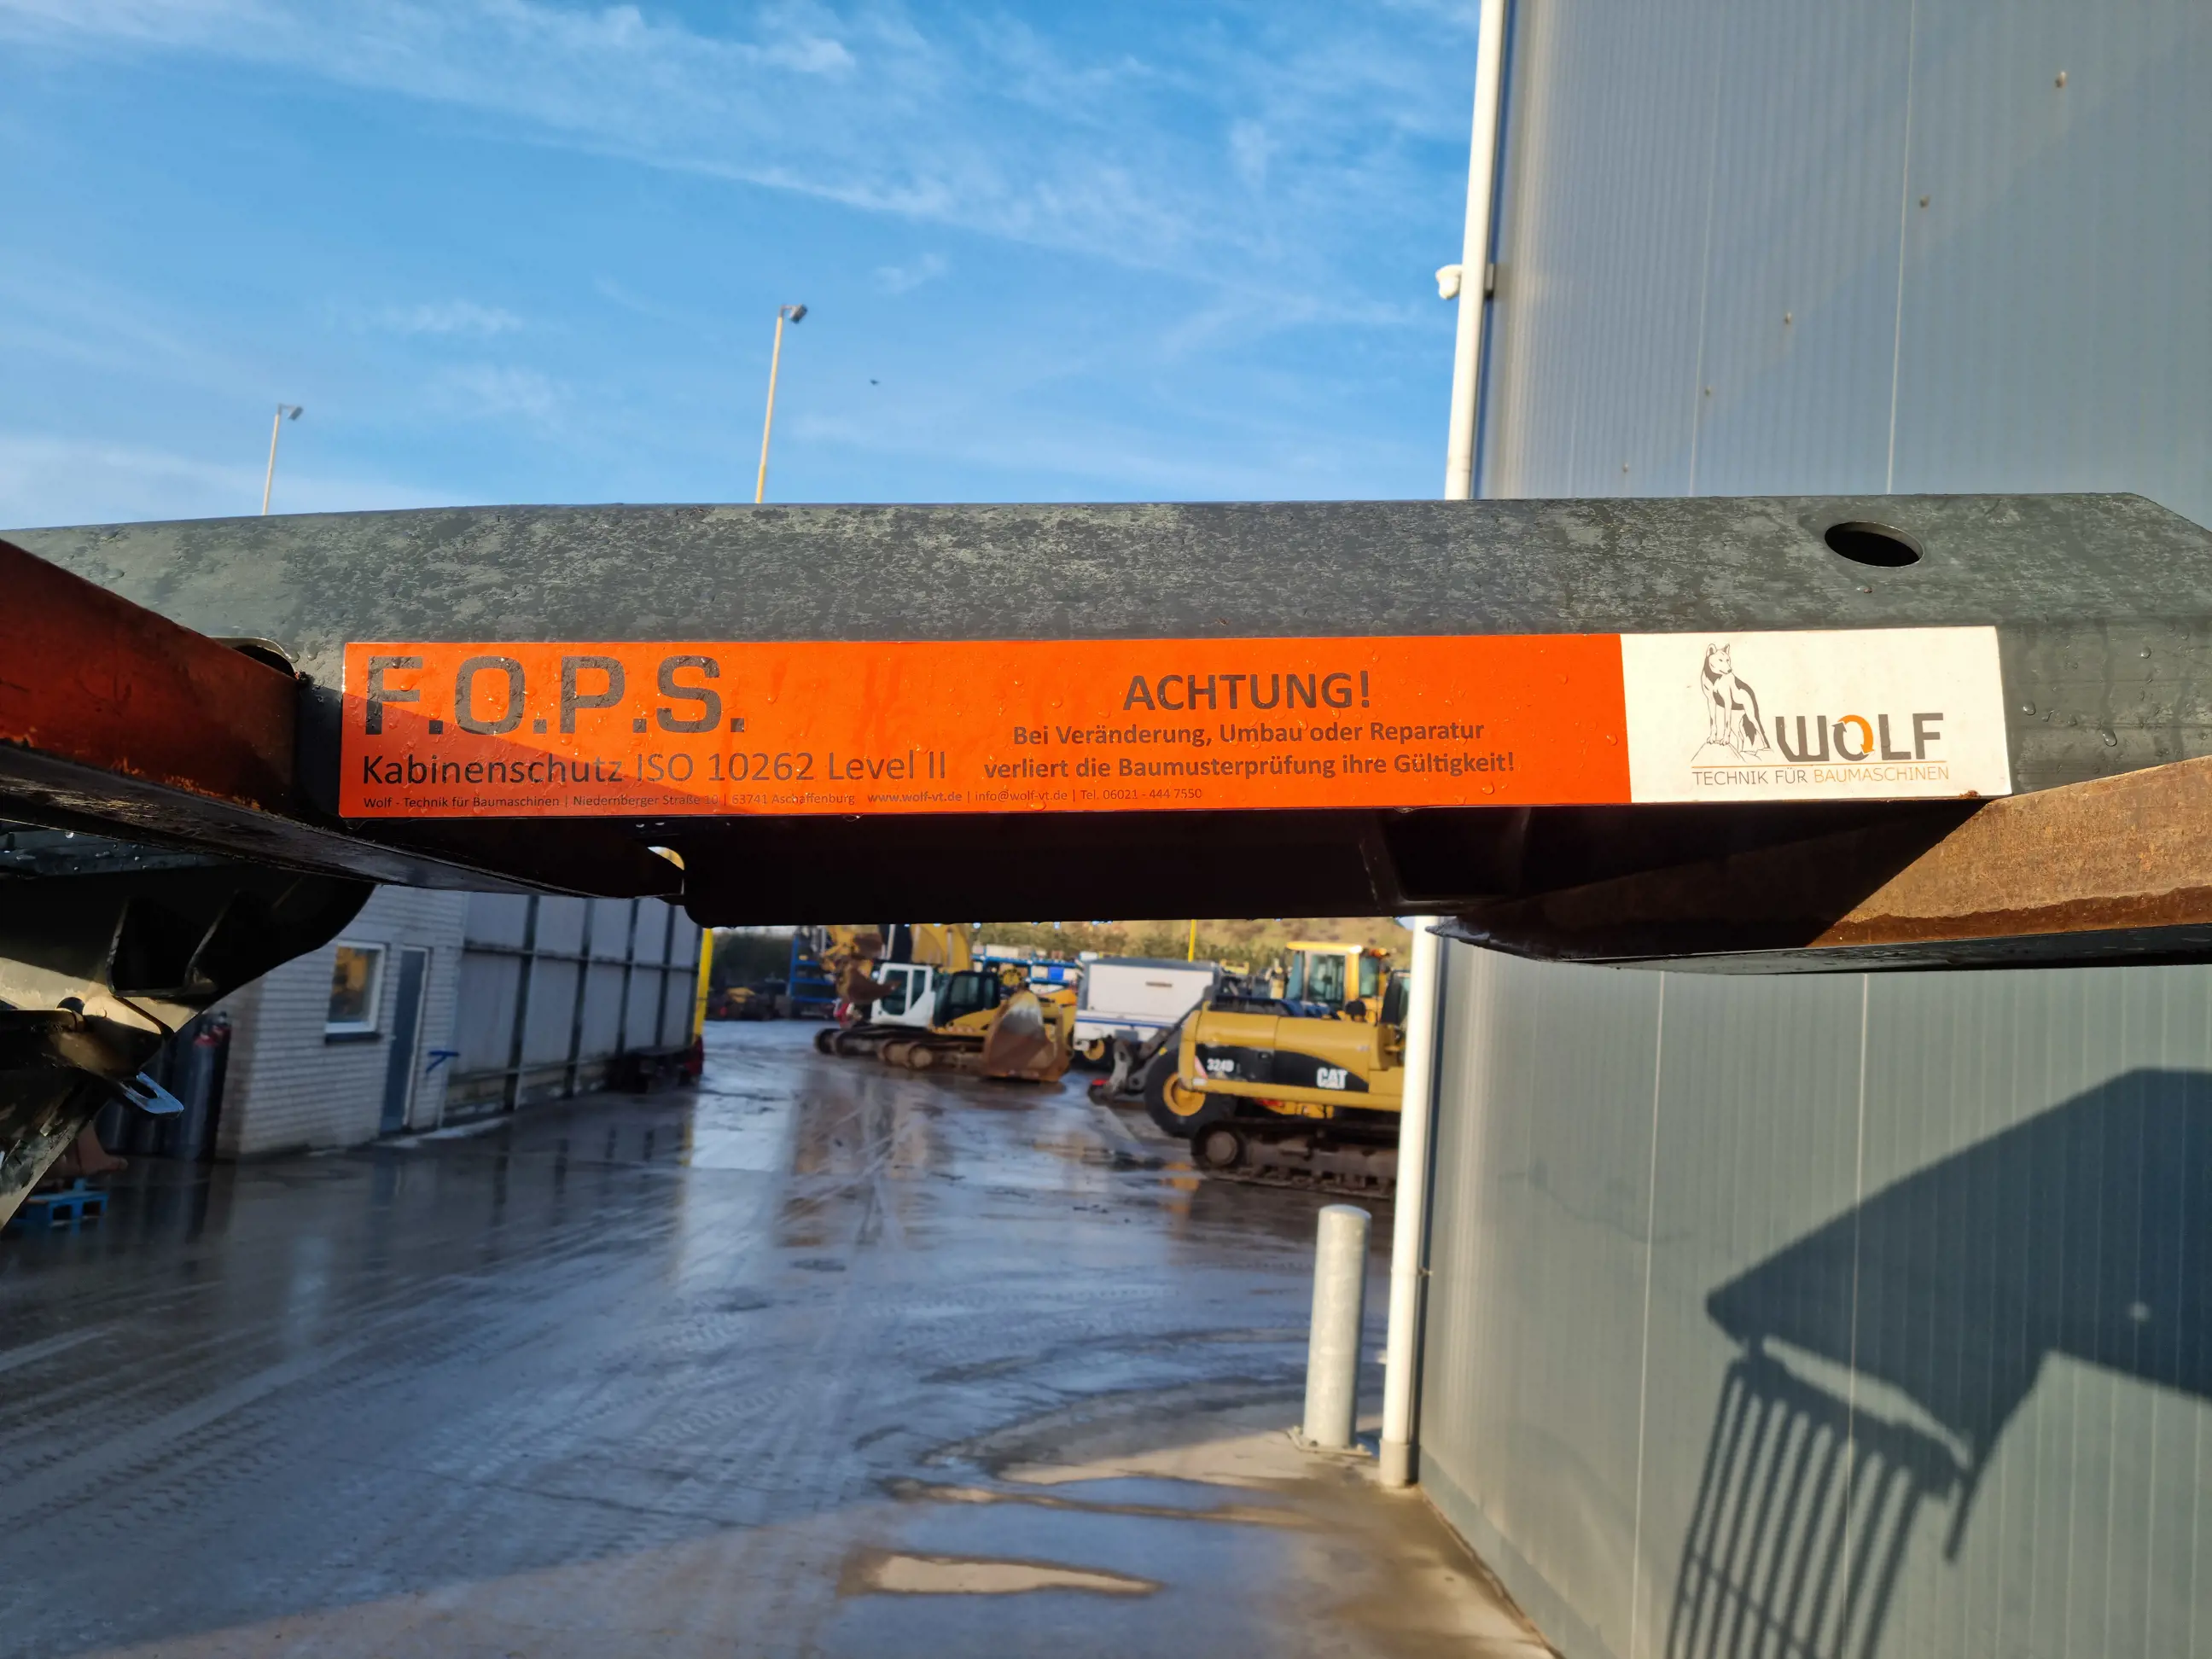 F.O.P.S.
Kabinenschutz ISO 10262 Level II
Wolf - Technik für Baumaschinen | Niedernberger Straße 10 | 63741 Aschaffenburg www.wolf-vt.de | info@wolf-vt.de | Tel. 06021 - 444 7550
ACHTUNG!
Bei Veränderung, Umbau oder Reparatur
verliert die Baumusterprüfung ihre Gültigkeit!
WOLF
TECHNIK FÜR BAUMASCHINEN
324D
CAT